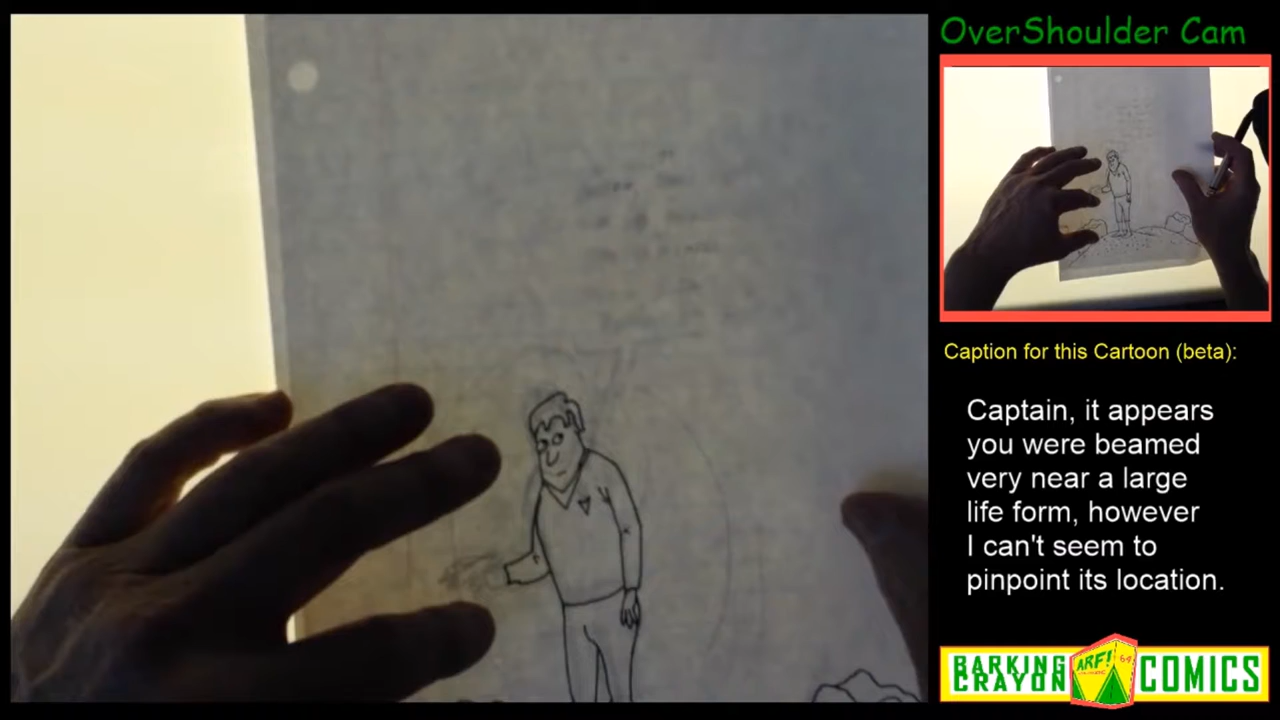 OverShoulder Cam
Caption for this Cartoon (beta):
Captain, it appears
you were beamed
very near a large
life form, however
I can't seem to
pinpoint its location.
BARKING
CRAYON
ARF!
64
COMICS